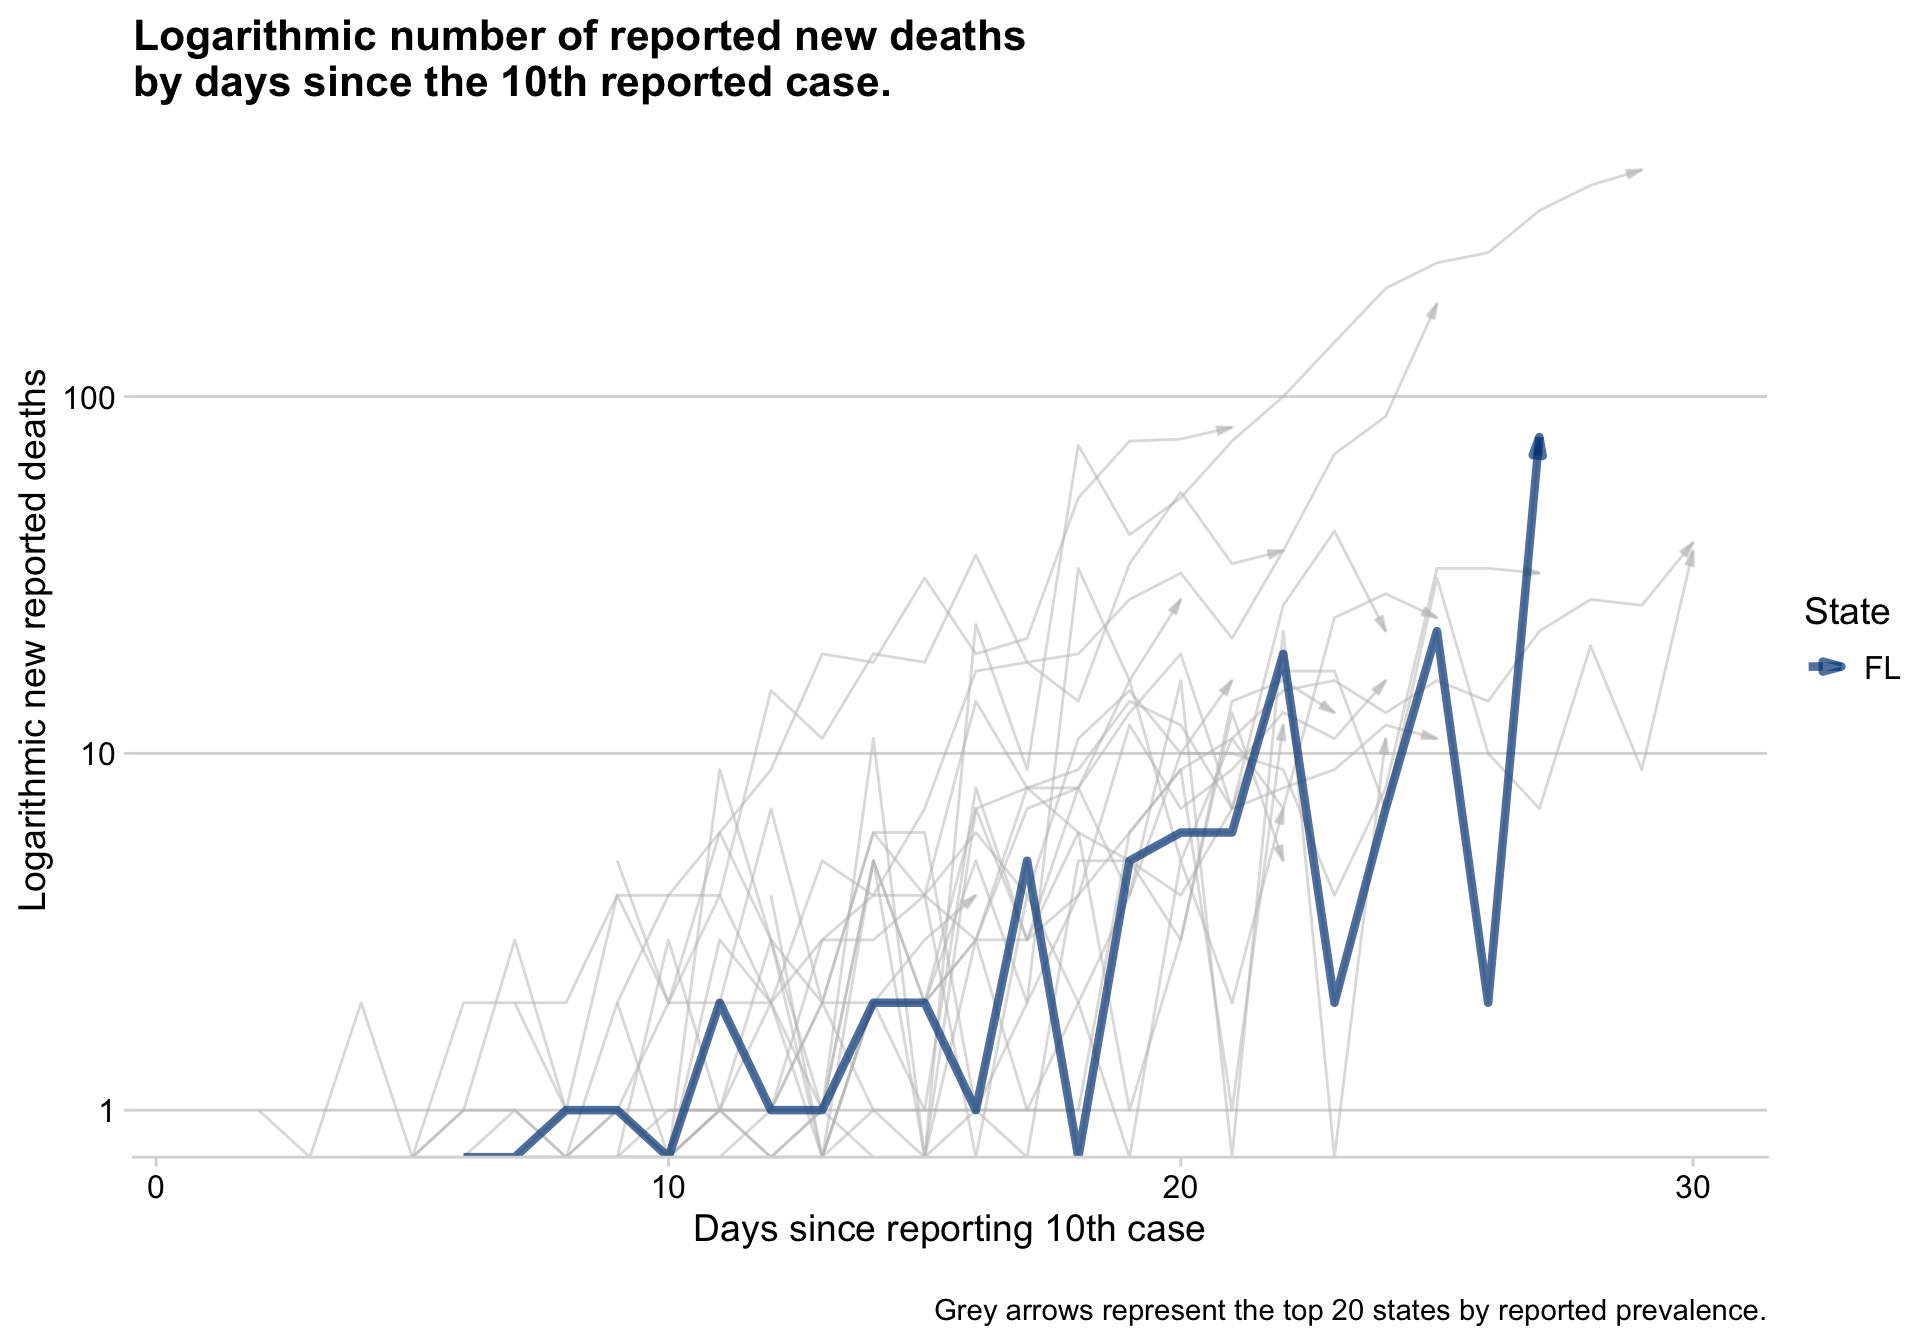 Logarithmic number of reported new deaths
by days since the 10th reported case.
Logarithmic new reported deaths
100
10
1
0
10
20
30
Days since reporting 10th case
State
FL
Grey arrows represent the top 20 states by reported prevalence.